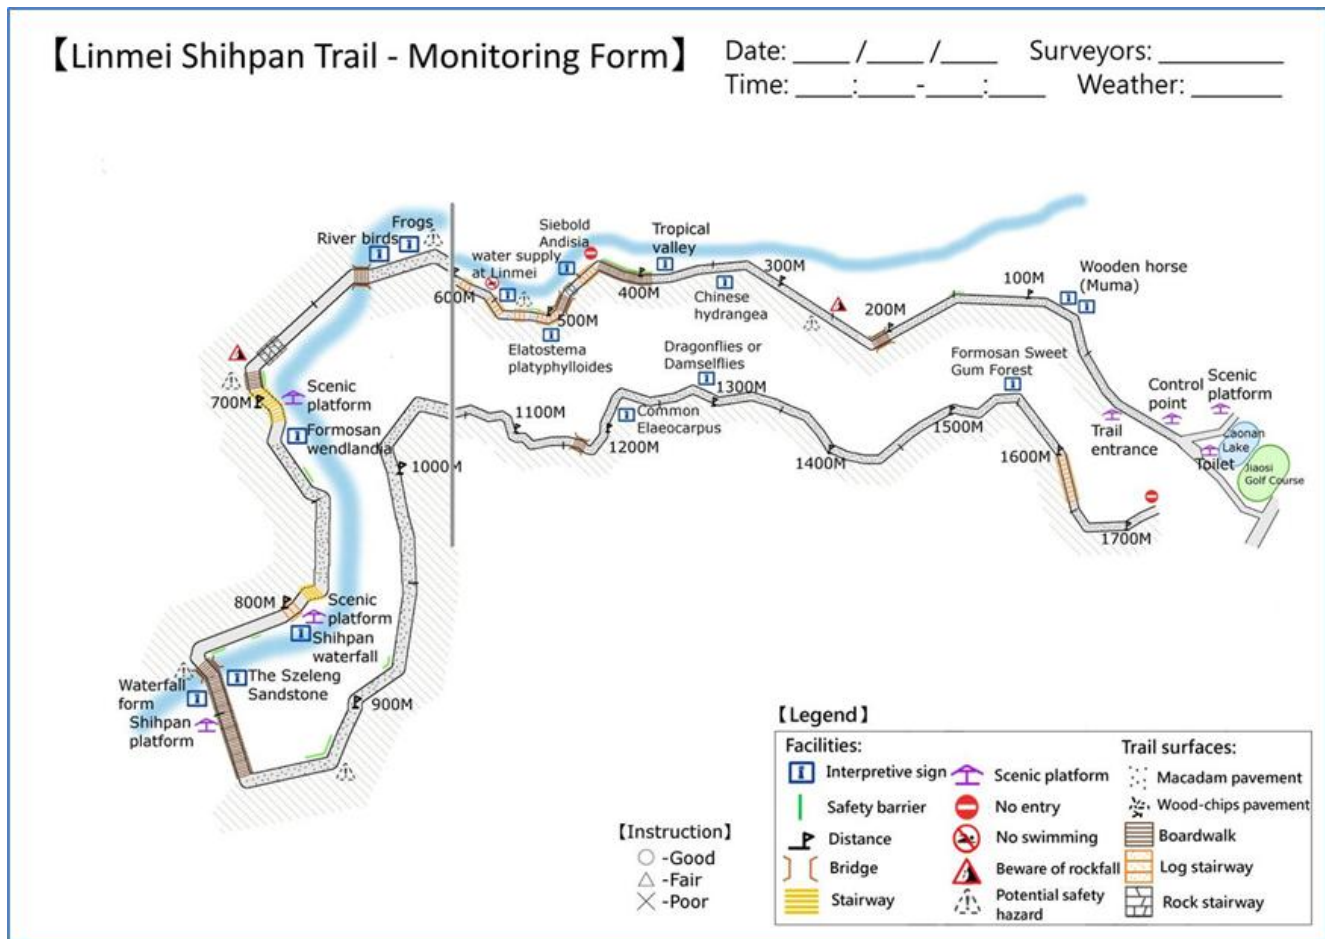 【Linmei Shihpan Trail - Monitoring Form】
Date: ____ /____ /____ Surveyors: _________
Time: ____:____-____:____ Weather: _______
Frogs
River birds
Siebold
Andisia
Tropical
valley
water supply
at Linmei
600M
500M
400M
300M
200M
100M
Wooden horse
(Muma)
Chinese
hydrangea
Elatostema
platyphylloides
Dragonflies or
Damselflies
Formosan Sweet
Gum Forest
Control
point
Scenic
platform
Trail
entrance
Toilet
Caonan
Lake
Jiaosi
Golf Course
700M
Scenic
platform
Formosan
wendlandia
1000M
1100M
1200M
Common
Elaeocarpus
1300M
1400M
1500M
1600M
1700M
800M
Scenic
platform
Shihpan
waterfall
The Szeleng
Sandstone
Waterfall
form
Shihpan
platform
900M
【Instruction】
○ -Good
△ -Fair
╳ -Poor
【Legend】
Facilities:
Interpretive sign
Safety barrier
Distance
Bridge
Stairway
Scenic platform
No entry
No swimming
Beware of rockfall
Potential safety
hazard
Trail surfaces:
Macadam pavement
Wood-chips pavement
Boardwalk
Log stairway
Rock stairway